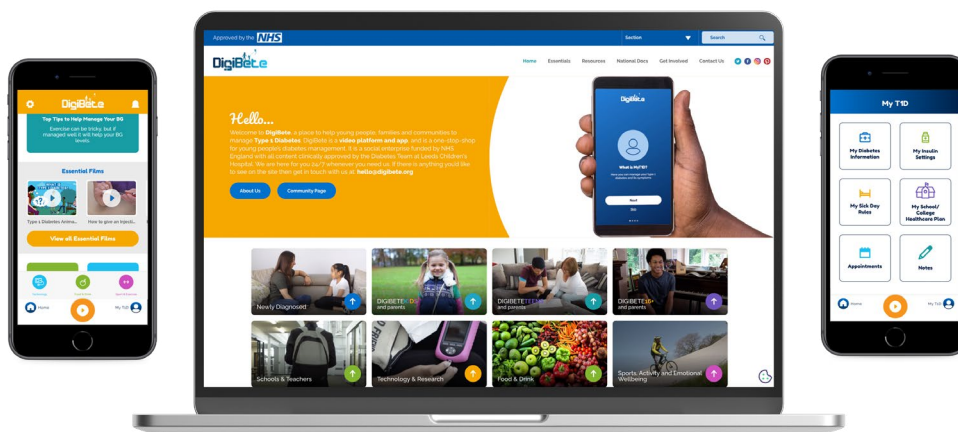 DigiBete
Top Tips to Help Manage Your BG
Exercise can be tricky, but if
managed well it will help your BG
levels.
Essential Films
Type 1 Diabetes Anima...
How to give an injecti...
View all Essential Films
Home
My T1D
Approved by the NHS
Section
Search
DigiBete
Home
Essentials
Resources
National Docs
Get Involved
Contact Us
Hello...
Welcome to DigiBete, a place to help young people, families and communities to
manage Type 1 Diabetes. DigiBete is a video platform and app, and is a one-stop-shop
for young people's diabetes management. It is a social enterprise funded by NHS
England with all content clinically approved by the Diabetes Team at Leeds Children's
Hospital. We are here for you 24/7 whenever you need us, if there is anything you'd like
to see on the site then get in touch with us at hello@digibete.org
About Us
Community Page
DigiBete
What is MyT1D?
Next
Skip
Newly Diagnosed
DIGIBETEKIDS
and parents
DIGIBETETEENS
and parents
DIGIBETE16+
and parents
Schools & Teachers
Technology & Research
Food & Drink
Sports, Activity and Emotional
Wellbeing
My T1D
My Diabetes
Information
My Insulin
Settings
My Sick Day
Rules
My School/
College
Healthcare Plan
Appointments
Notes
Home
My T1D